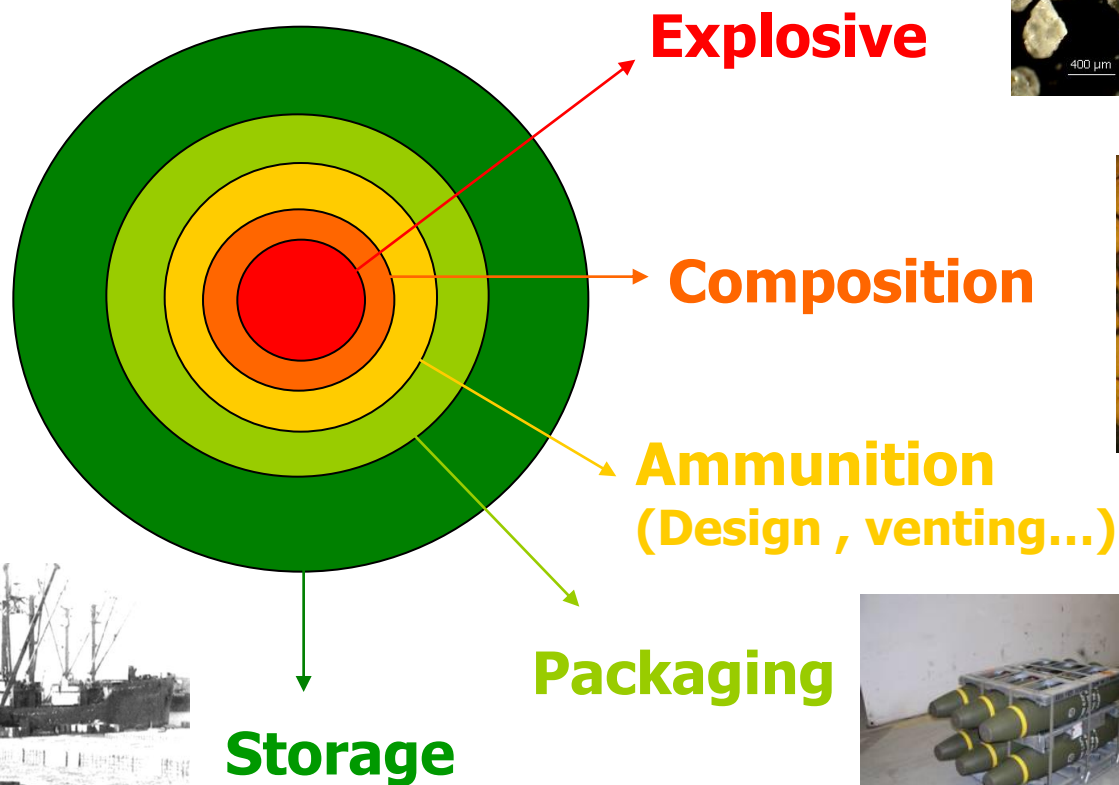 Explosive
400 µm
Composition
Ammunition
(Design , venting...)
Packaging
Storage